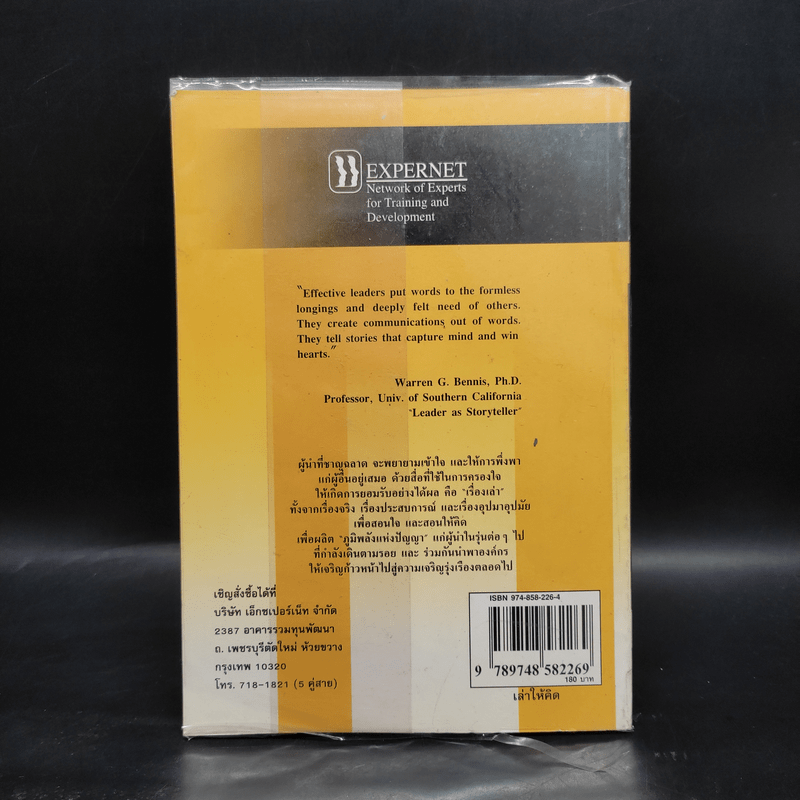 EXPERNET
Network of Experts
for Training and
Development
"Effective leaders put words to the formless
longings and deeply felt need of others.
They create communications out of words.
They tell stories that capture mind and win
hearts."
Warren G. Bennis, Ph.D.
Professor, Univ. of Southern California
"Leader as Storyteller"
ผู้นำที่ชาญฉลาด จะพยายามเข้าใจ และให้การพึ่งพา
แก่ผู้อื่นอยู่เสมอ ด้วยสื่อที่ใช้ในการครองใจ
ให้เกิดการยอมรับอย่างได้ผล คือ "เรื่องเล่า"
ทั้งจากเรื่องจริง เรื่องประสบการณ์ และเรื่องอุปมาอุปมัย
เพื่อสอนใจ และสอนให้คิด
เพื่อผลิต "ภูมิพลังแห่งปัญญา" แก่ผู้นำในรุ่นต่อๆ ไป
ที่กำลังเดินตามรอย และ ร่วมกันนำพาองค์กร
ให้เจริญก้าวหน้าไปสู่ความเจริญรุ่งเรืองตลอดไป
เชิญสั่งซื้อได้ที่
บริษัท เอ็กซเปอร์เน็ท จำกัด
2387 อาคารรวมทุนพัฒนา
ถ. เพชรบุรีตัดใหม่ ห้วยขวาง
กรุงเทพ 10320
โทร. 718-1821 (5 คู่สาย)
ISBN 974-858-226-4
9 789748 582269
180 บาท
เล่าให้คิด